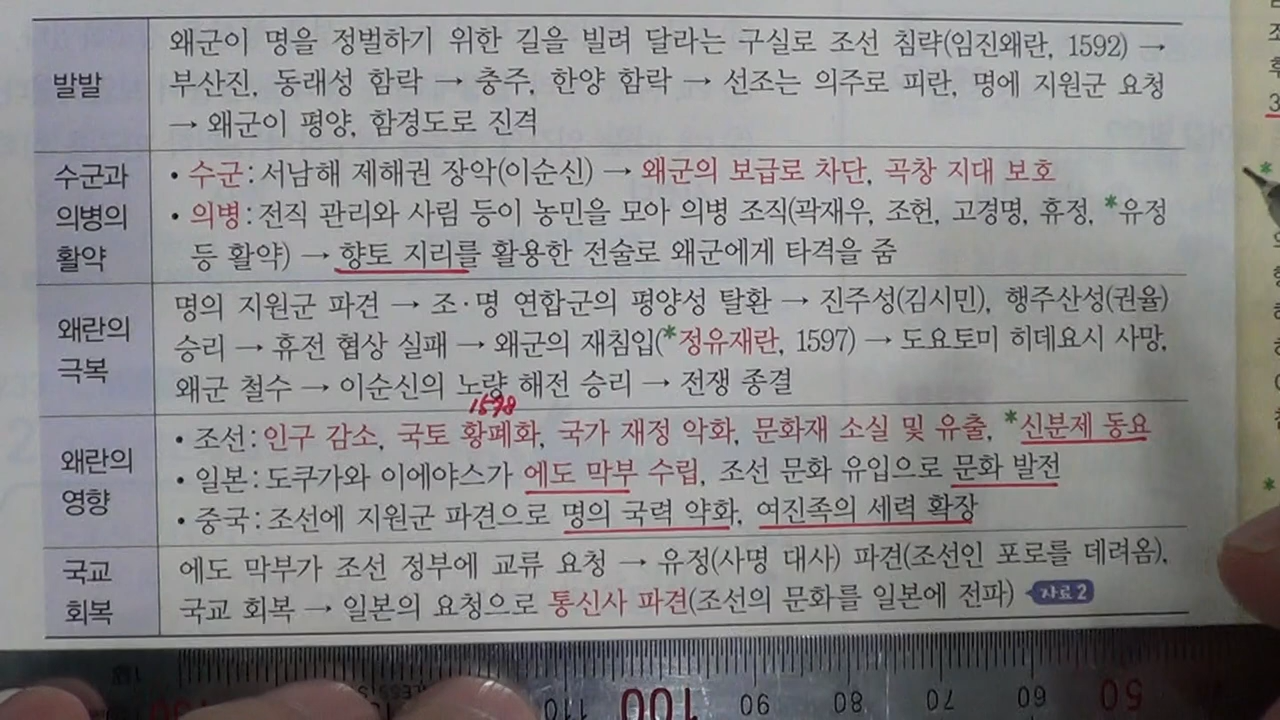 발발
왜군이 명을 정벌하기 위한 길을 빌려 달라는 구실로 조선 침략(임진왜란, 1592) →
부산진, 동래성 함락 → 충주, 한양 함락 → 선조는 의주로 피란, 명에 지원군 요청
→ 왜군이 평양, 함경도로 진격
수군과
의병의
활약
• 수군: 서남해 제해권 장악(이순신) → 왜군의 보급로 차단, 곡창 지대 보호
• 의병: 전직 관리와 사림 등이 농민을 모아 의병 조직(곽재우, 조헌, 고경명, 휴정, *유정
등 활약) → 향토 지리를 활용한 전술로 왜군에게 타격을 줌
왜란의
극복
명의 지원군 파견 → 조·명 연합군의 평양성 탈환 → 진주성(김시민), 행주산성(권율)
승리 → 휴전 협상 실패 → 왜군의 재침입(*정유재란, 1597) → 도요토미 히데요시 사망,
왜군 철수 → 이순신의 노량 해전 승리 → 전쟁 종결
1598
왜란의
영향
• 조선: 인구 감소, 국토 황폐화, 국가 재정 악화, 문화재 소실 및 유출, *신분제 동요
• 일본: 도쿠가와 이에야스가 에도 막부 수립, 조선 문화 유입으로 문화 발전
• 중국: 조선에 지원군 파견으로 명의 국력 약화, 여진족의 세력 확장
국교
회복
에도 막부가 조선 정부에 교류 요청 → 유정(사명 대사) 파견(조선인 포로를 데려옴),
국교 회복 → 일본의 요청으로 통신사 파견(조선의 문화를 일본에 전파) 자료 2
110 100 90 80 70 60 50